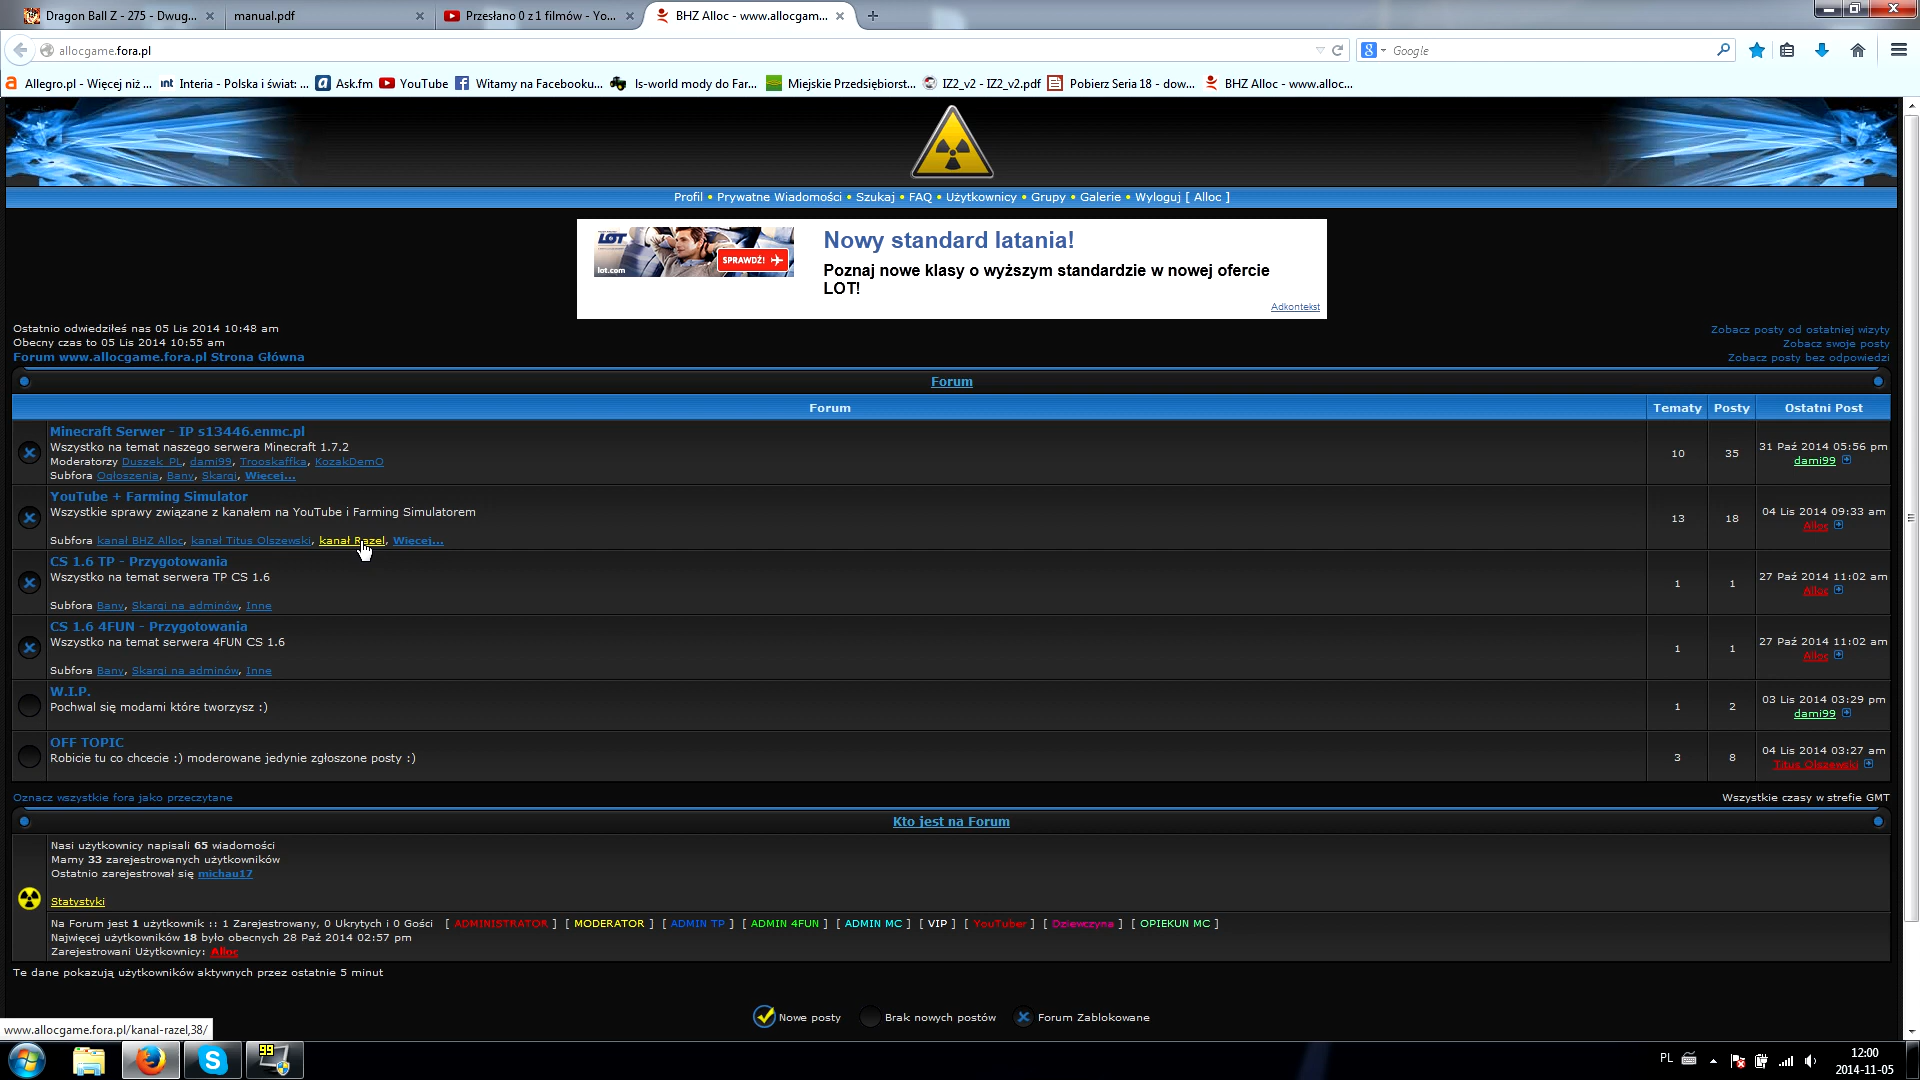 Dragon Ball Z - 275 - Dwug...
manual.pdf
Przesłano 0 z 1 filmów - Yo...
BHZ Alloc - www.allocgam...
allocgame.fora.pl
Google
Allegro.pl - Więcej niż ...
Interia - Polska i świat: ...
Ask.fm
YouTube
Witamy na Facebooku...
ls-world mody do Far...
Miejskie Przedsiębiorst...
IZ2_v2 - IZ2_v2.pdf
Pobierz Seria 18 - dow...
BHZ Alloc - www.alloc...
Profil • Prywatne Wiadomości • Szukaj • FAQ • Użytkownicy • Grupy • Galerie • Wyloguj [ Alloc ]
LOT
lot.com
SPRAWDŹ!
Nowy standard latania!
Poznaj nowe klasy o wyższym standardzie w nowej ofercie
LOT!
Adkontekst
Ostatnio odwiedziłeś nas 05 Lis 2014 10:48 am
Obecny czas to 05 Lis 2014 10:55 am
Forum www.allocgame.fora.pl Strona Główna
Zobacz posty od ostatniej wizyty
Zobacz swoje posty
Zobacz posty bez odpowiedzi
Forum
Forum Tematy Posty Ostatni Post
Minecraft Serwer - IP s13446.enmc.pl
Wszystko na temat naszego serwera Minecraft 1.7.2
Moderatorzy Duszek_PL, dami99, Trooskaffka, KozakDemO
Subfora Ogłoszenia, Bany, Skargi, Więcej...
10 35
31 Paź 2014 05:56 pm
dami99
YouTube + Farming Simulator
Wszystkie sprawy związane z kanałem na YouTube i Farming Simulatorem
Subfora kanał BHZ Alloc, kanał Titus Olszewski, kanał Razel, Więcej...
13 18
04 Lis 2014 09:33 am
Alloc
CS 1.6 TP - Przygotowania
Wszystko na temat serwera TP CS 1.6
Subfora Bany, Skargi na adminów, Inne
1 1
27 Paź 2014 11:02 am
Alloc
CS 1.6 4FUN - Przygotowania
Wszystko na temat serwera 4FUN CS 1.6
Subfora Bany, Skargi na adminów, Inne
1 1
27 Paź 2014 11:02 am
Alloc
W.I.P.
Pochwal się modami które tworzysz :)
1 2
03 Lis 2014 03:29 pm
dami99
OFF TOPIC
Robicie tu co chcecie :) moderowane jedynie zgłoszone posty :)
3 8
04 Lis 2014 03:27 am
Titus Olszewski
Oznacz wszystkie fora jako przeczytane
Wszystkie czasy w strefie GMT
Kto jest na Forum
Nasi użytkownicy napisali 65 wiadomości
Mamy 33 zarejestrowanych użytkowników
Ostatnio zarejestrował się michau17
Statystyki
Na Forum jest 1 użytkownik :: 1 Zarejestrowany, 0 Ukrytych i 0 Gości [ ADMINISTRATOR ] [ MODERATOR ] [ ADMIN TP ] [ ADMIN 4FUN ] [ ADMIN MC ] [ VIP ] [ YouTuber ] [ Dziewczyna ] [ OPIEKUN MC ]
Najwięcej użytkowników 18 było obecnych 28 Paź 2014 02:57 pm
Zarejestrowani Użytkownicy: Alloc
Te dane pokazują użytkowników aktywnych przez ostatnie 5 minut
Nowe posty
Brak nowych postów
Forum Zablokowane
www.allocgame.fora.pl/kanal-razel,38/
99
PL
12:00
2014-11-05